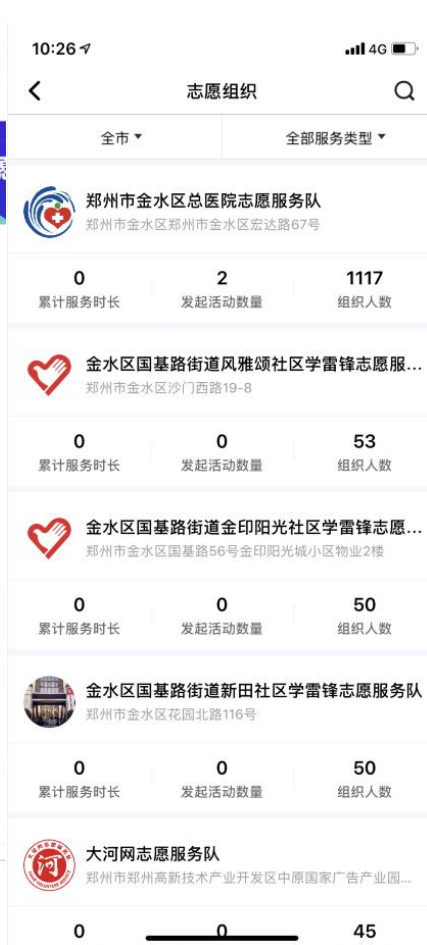 10:26
4G
志愿组织
全市
全部服务类型
郑州市金水区总医院志愿服务队
郑州市金水区郑州市金水区宏达路67号
0 2 1117
累计服务时长 发起活动数量 组织人数
金水区国基路街道风雅颂社区学雷锋志愿服...
郑州市金水区沙门西路19-8
0 0 53
累计服务时长 发起活动数量 组织人数
金水区国基路街道金印阳光社区学雷锋志愿...
郑州市金水区国基路56号金印阳光城小区物业2楼
0 0 50
累计服务时长 发起活动数量 组织人数
金水区国基路街道新田社区学雷锋志愿服务队
郑州市金水区花园北路116号
0 0 50
累计服务时长 发起活动数量 组织人数
河
大河网志愿服务队
郑州市郑州高新技术产业开发区中原国家广告产业园...
0 0 45